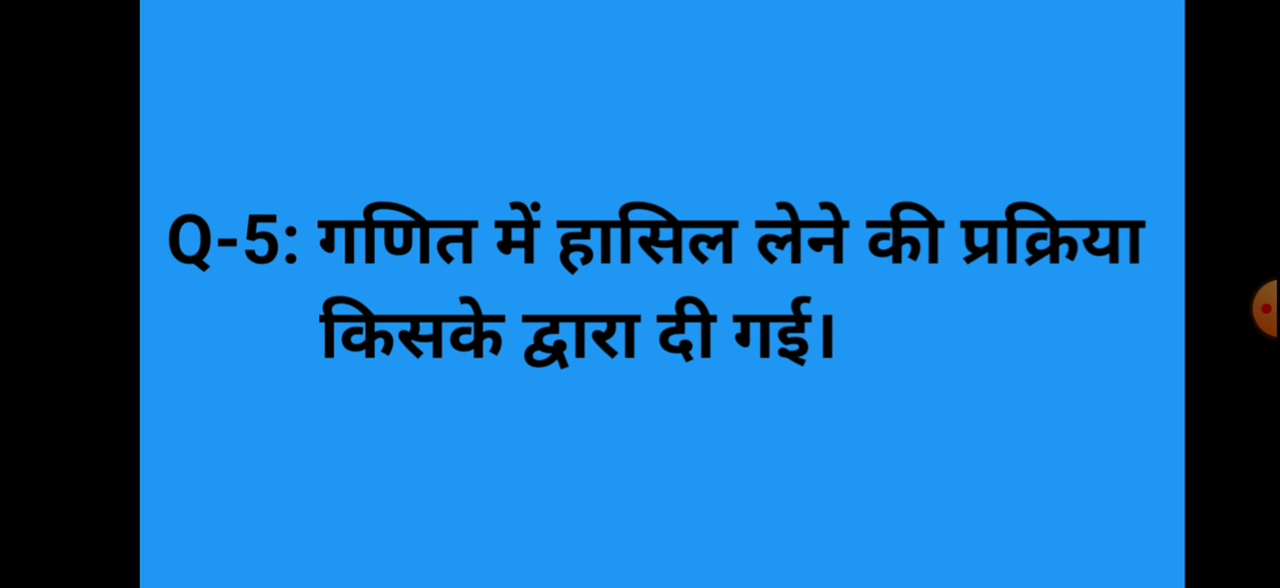 Q-5: गणित में हासिल लेने की प्रक्रिया
किसके द्वारा दी गई।